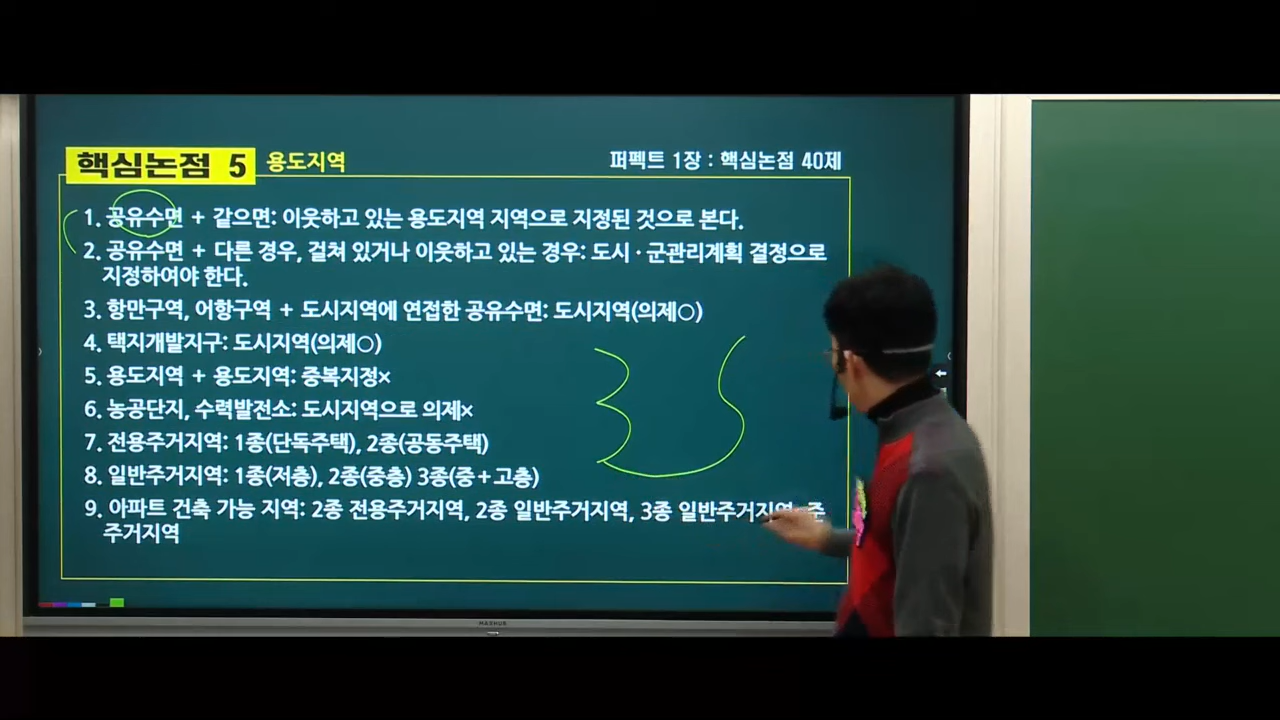 핵심논점 5 용도지역 퍼펙트 1장 : 핵심논점 40제
1. 공유수면 + 같으면: 이웃하고 있는 용도지역 지역으로 지정된 것으로 본다.
2. 공유수면 + 다른 경우, 걸쳐 있거나 이웃하고 있는 경우: 도시·군관리계획 결정으로
지정하여야 한다.
3. 항만구역, 어항구역 + 도시지역에 연접한 공유수면: 도시지역(의제○)
4. 택지개발지구: 도시지역(의제○)
5. 용도지역 + 용도지역: 중복지정×
6. 농공단지, 수력발전소: 도시지역으로 의제×
7. 전용주거지역: 1종(단독주택), 2종(공동주택)
8. 일반주거지역: 1종(저층), 2종(중층) 3종(중+고층)
9. 아파트 건축 가능 지역: 2종 전용주거지역, 2종 일반주거지역, 3종 일반주거지역, 준
주거지역
MAXHUB